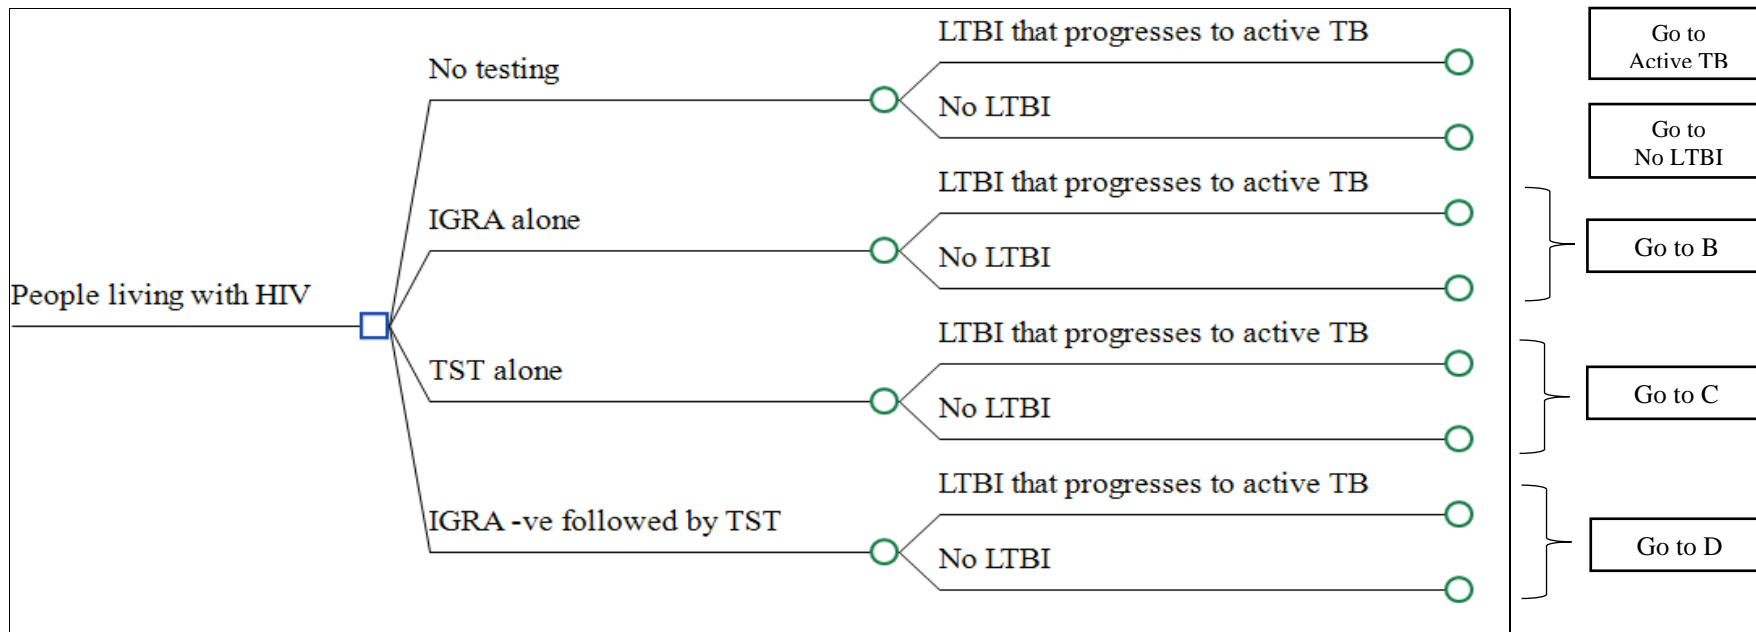 LTBI that progresses to active TB
Go to
Active TB
No testing
No LTBI
Go to
No LTBI
LTBI that progresses to active TB
IGRA alone
No LTBI
Go to B
People living with HIV
LTBI that progresses to active TB
TST alone
No LTBI
Go to C
LTBI that progresses to active TB
IGRA -ve followed by TST
No LTBI
Go to D